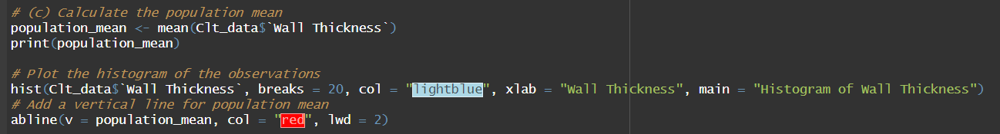 # (c) Calculate the population mean
population_mean <- mean(Clt_data$`Wall Thickness`)
print(population_mean)
# Plot the histogram of the observations
hist(Clt_data$`Wall Thickness`, breaks = 20, col = "lightblue", xlab = "Wall Thickness", main = "Histogram of Wall Thickness")
# Add a vertical line for population mean
abline(v = population_mean, col = "red", lwd = 2)